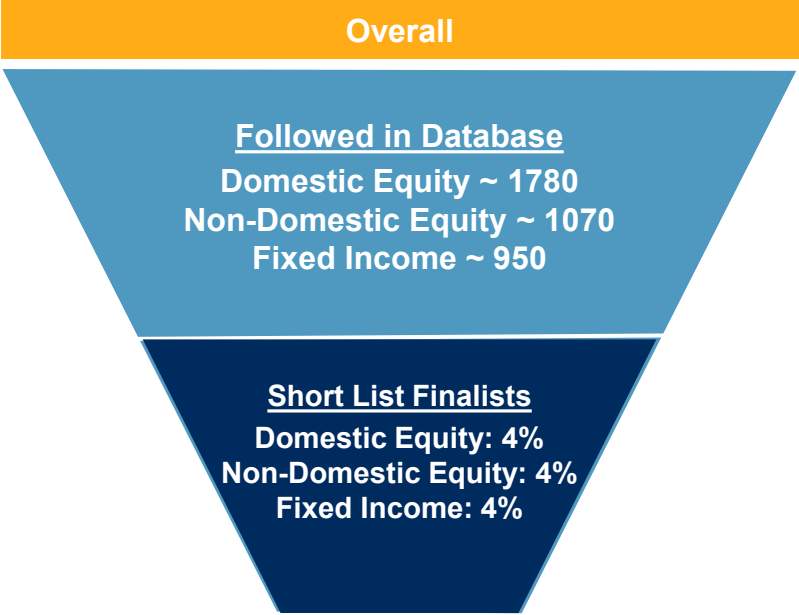 Overall
Followed in Database
Domestic Equity ~ 1780
Non-Domestic Equity ~ 1070
Fixed Income ~ 950
Short List Finalists
Domestic Equity: 4%
Non-Domestic Equity: 4%
Fixed Income: 4%